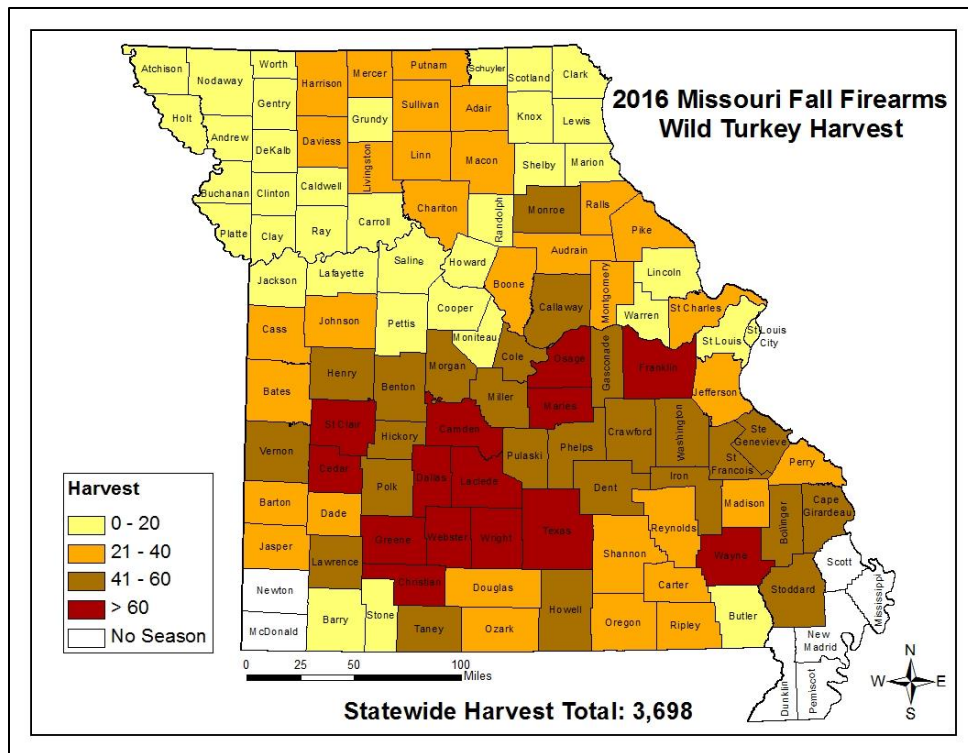 2016 Missouri Fall Firearms
Wild Turkey Harvest
Atchison
Nodaway
Worth
Harrison
Mercer
Putnam
Schuyler
Scotland
Clark
Holt
Andrew
Gentry
DeKalb
Daviess
Grundy
Sullivan
Adair
Knox
Lewis
Buchanan
Clinton
Caldwell
Livingston
Linn
Macon
Shelby
Marion
Platte
Clay
Ray
Carroll
Chariton
Randolph
Monroe
Ralls
Pike
Jackson
Lafayette
Saline
Howard
Boone
Audrain
Callaway
Montgomery
Lincoln
Warren
St Charles
St Louis
St Louis
City
Cass
Johnson
Pettis
Cooper
Moniteau
Cole
Osage
Gasconade
Franklin
Jefferson
Bates
Henry
Benton
Morgan
Miller
Maries
Crawford
Washington
Ste
Genevieve
St
Francois
Perry
Vernon
St Clair
Hickory
Camden
Pulaski
Phelps
Dent
Iron
Madison
Bollinger
Cape
Girardeau
Cedar
Polk
Dallas
Laclede
Texas
Reynolds
Wayne
Barton
Dade
Greene
Webster
Wright
Shannon
Carter
Stoddard
Scott
Mississippi
Jasper
Lawrence
Christian
Douglas
Howell
Oregon
Ripley
Butler
Newton
McDonald
Barry
Stone
Taney
Ozark
New
Madrid
Dunklin
Pemiscot
Harvest
0 - 20
21 - 40
41 - 60
> 60
No Season
0 25 50 100
Miles
Statewide Harvest Total: 3,698
N
W E
S